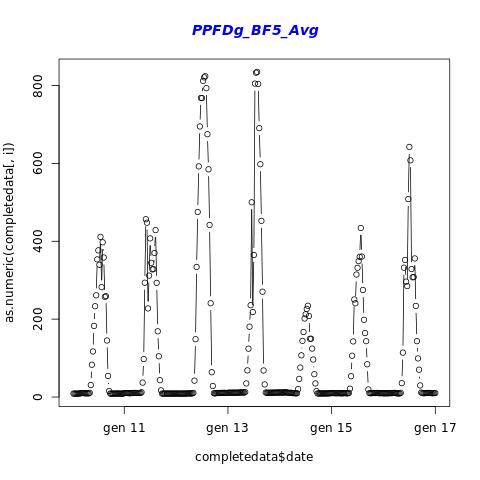 PPFDg_BF5_Avg
as.numeric(completedata[, i])
800
600
400
200
0
gen 11 gen 13 gen 15 gen 17
completedata$date